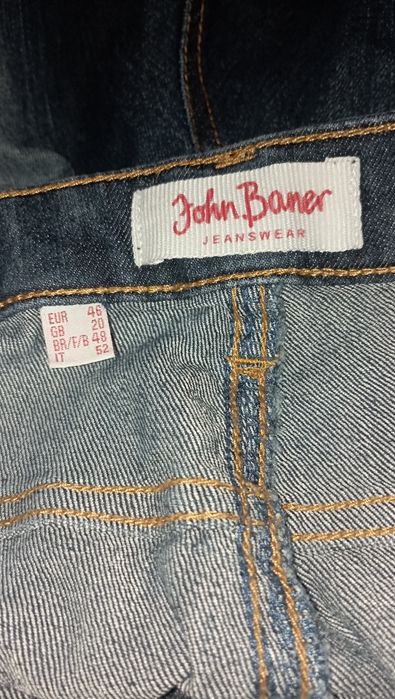 John Baner
JEANSWEAR
EUR 46
GB 20
BR/F/B 48
IT 52